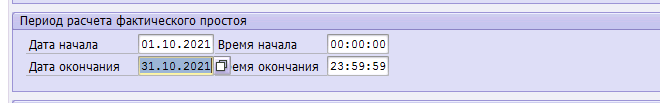 Период расчета фактического простоя
Дата начала 01.10.2021 Время начала 00:00:00
Дата окончания 31.10.2021 емя окончания 23:59:59